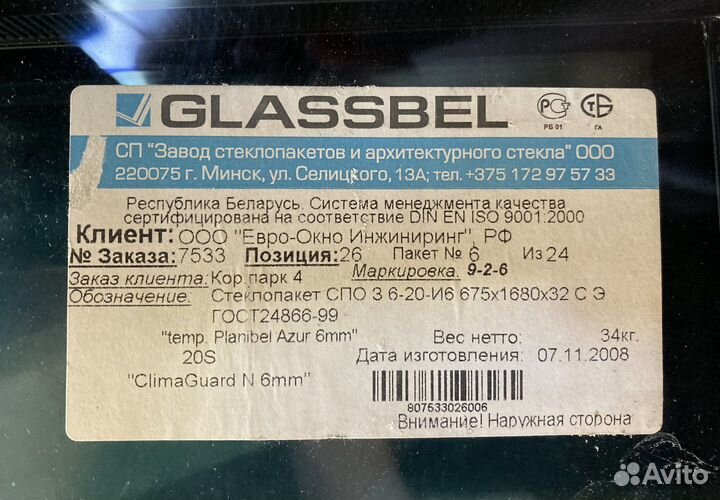 GLASSBEL
РБ 01
ГА
СП "Завод стеклопакетов и архитектурного стекла" ООО
220075 г. Минск, ул. Селицкого, 13А; тел. +375 172 97 57 33
Республика Беларусь. Система менеджмента качества
сертифицирована на соответствие DIN EN ISO 9001:2000
Клиент: ООО "Евро-Окно Инжиниринг", РФ
№ Заказа: 7533 Позиция: 26 Пакет № 6 Из 24
Заказ клиента: Кор. парк 4 Маркировка: 9-2-6
Обозначение: Стеклопакет СПО 3 6-20-И6 675x1680x32 С Э
ГОСТ24866-99
"temp. Planibel Azur 6mm" Вес нетто: 34кг.
20S Дата изготовления: 07.11.2008
"ClimaGuard N 6mm"
807533026006
Внимание! Наружная сторона
Avito